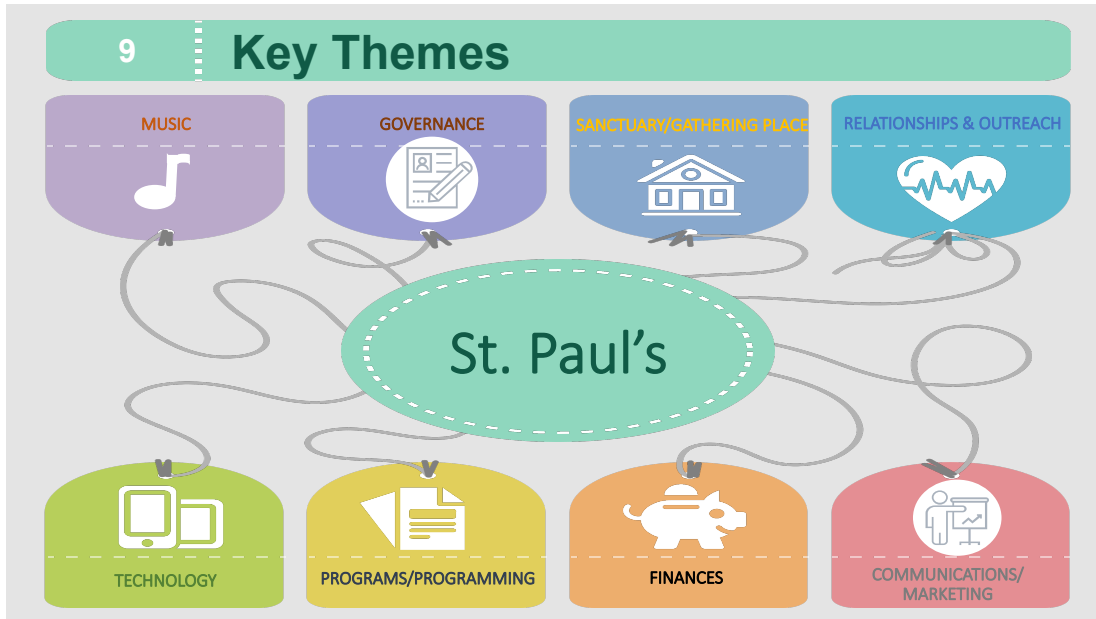 9 Key Themes
MUSIC
GOVERNANCE
SANCTUARY/GATHERING PLACE
RELATIONSHIPS & OUTREACH
St. Paul’s
TECHNOLOGY
PROGRAMS/PROGRAMMING
FINANCES
COMMUNICATIONS/
MARKETING